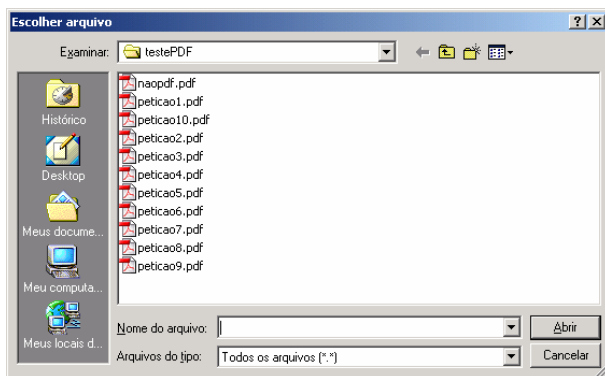 Escolher arquivo
Examinar: testePDF
Histórico
Desktop
Meus docume...
Meu computa...
Meus locais d...
naopdf.pdf
peticao1.pdf
peticao10.pdf
peticao2.pdf
peticao3.pdf
peticao4.pdf
peticao5.pdf
peticao6.pdf
peticao7.pdf
peticao8.pdf
peticao9.pdf
Nome do arquivo: Abrir
Arquivos do tipo: Todos os arquivos (*.*) Cancelar